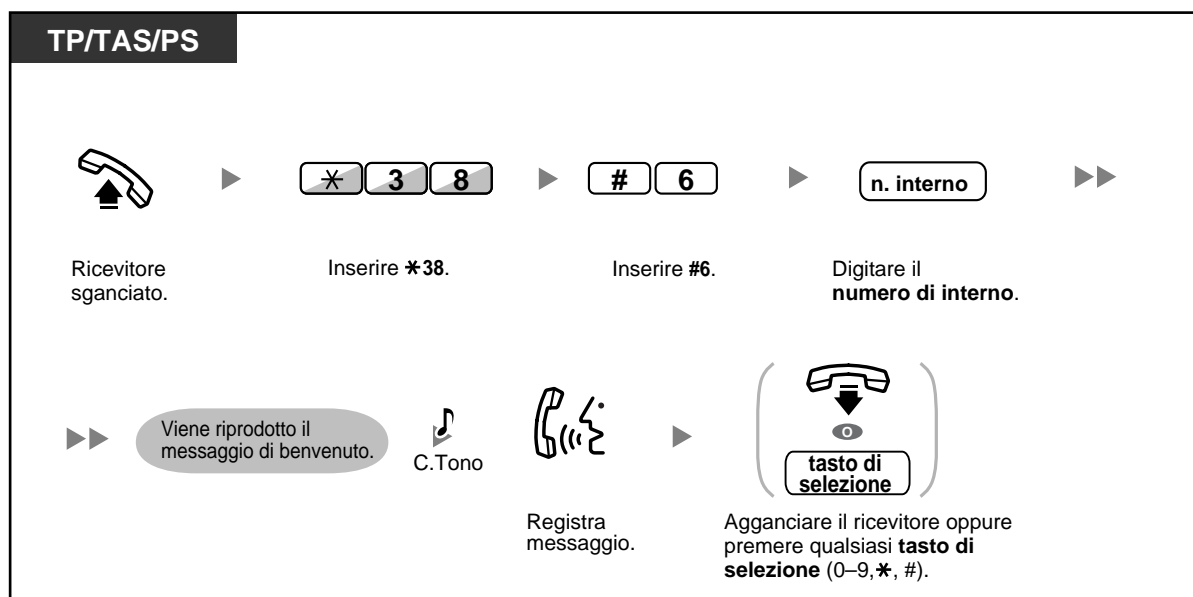 TP/TAS/PS
✳ 3 8
# 6
n. interno
Ricevitore
sganciato.
Inserire ✳38.
Inserire #6.
Digitare il
numero di interno.
Viene riprodotto il
messaggio di benvenuto.
C.Tono
O
tasto di
selezione
Registra
messaggio.
Agganciare il ricevitore oppure
premere qualsiasi tasto di
selezione (0–9,✳, #).